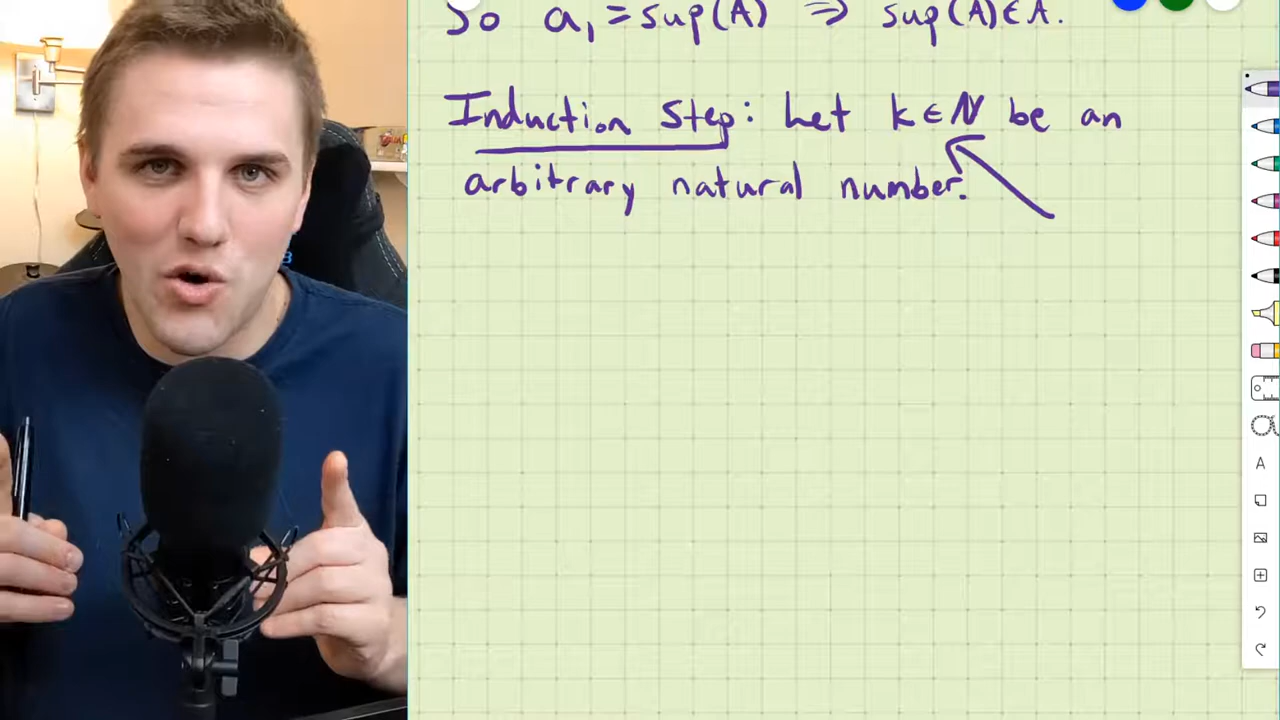 So a₁ = sup(A) ⇒ sup(A) ∈ A.
Induction Step: Let k ∈ N be an
arbitrary natural number.